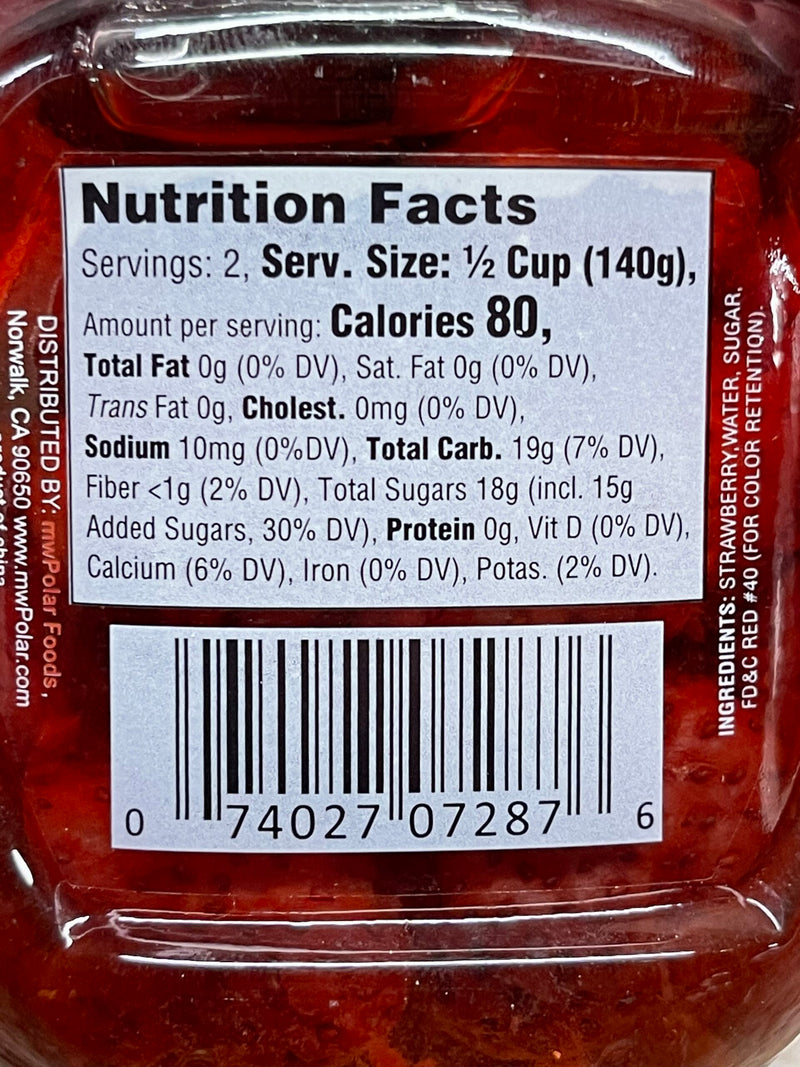 Nutrition Facts
Servings: 2, Serv. Size: ½ Cup (140g),
Amount per serving: Calories 80,
Total Fat 0g (0% DV), Sat. Fat 0g (0% DV),
Trans Fat 0g, Cholest. 0mg (0% DV),
Sodium 10mg (0%DV), Total Carb. 19g (7% DV),
Fiber <1g (2% DV), Total Sugars 18g (incl. 15g
Added Sugars, 30% DV), Protein 0g, Vit D (0% DV),
Calcium (6% DV), Iron (0% DV), Potas. (2% DV).
0 74027 07287 6
DISTRIBUTED BY: mwPolar Foods,
Norwalk, CA 90650 www.mwPolar.com
of china
INGREDIENTS: STRAWBERRY,WATER, SUGAR,
FD&C RED #40 (FOR COLOR RETENTION).